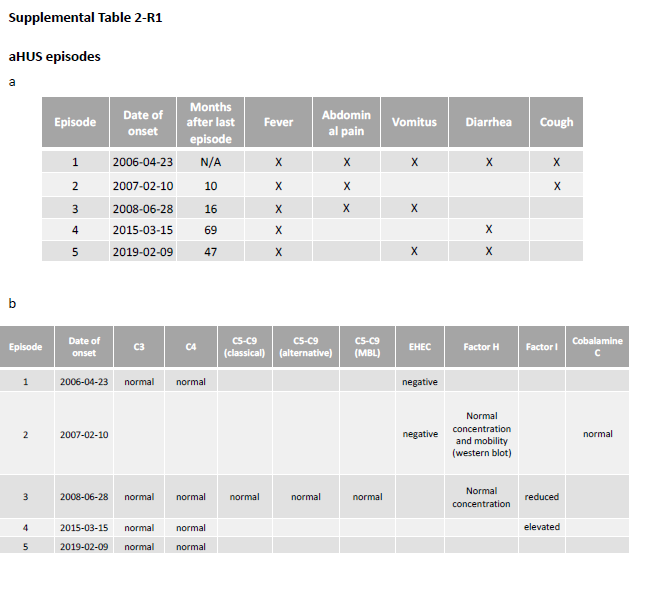 Supplemental Table 2-R1
aHUS episodes
a
Episode Date of onset Months after last episode Fever Abdomin al pain Vomitus Diarrhea Cough
1 2006-04-23 N/A X X X X X
2 2007-02-10 10 X X X
3 2008-06-28 16 X X X
4 2015-03-15 69 X X
5 2019-02-09 47 X X X
b
Episode Date of onset C3 C4 C5-C9 (classical) C5-C9 (alternative) C5-C9 (MBL) EHEC Factor H Factor I Cobalamine C
1 2006-04-23 normal normal negative
2 2007-02-10 negative Normal concentration and mobility (western blot) normal
3 2008-06-28 normal normal normal normal normal Normal concentration reduced
4 2015-03-15 normal normal elevated
5 2019-02-09 normal normal